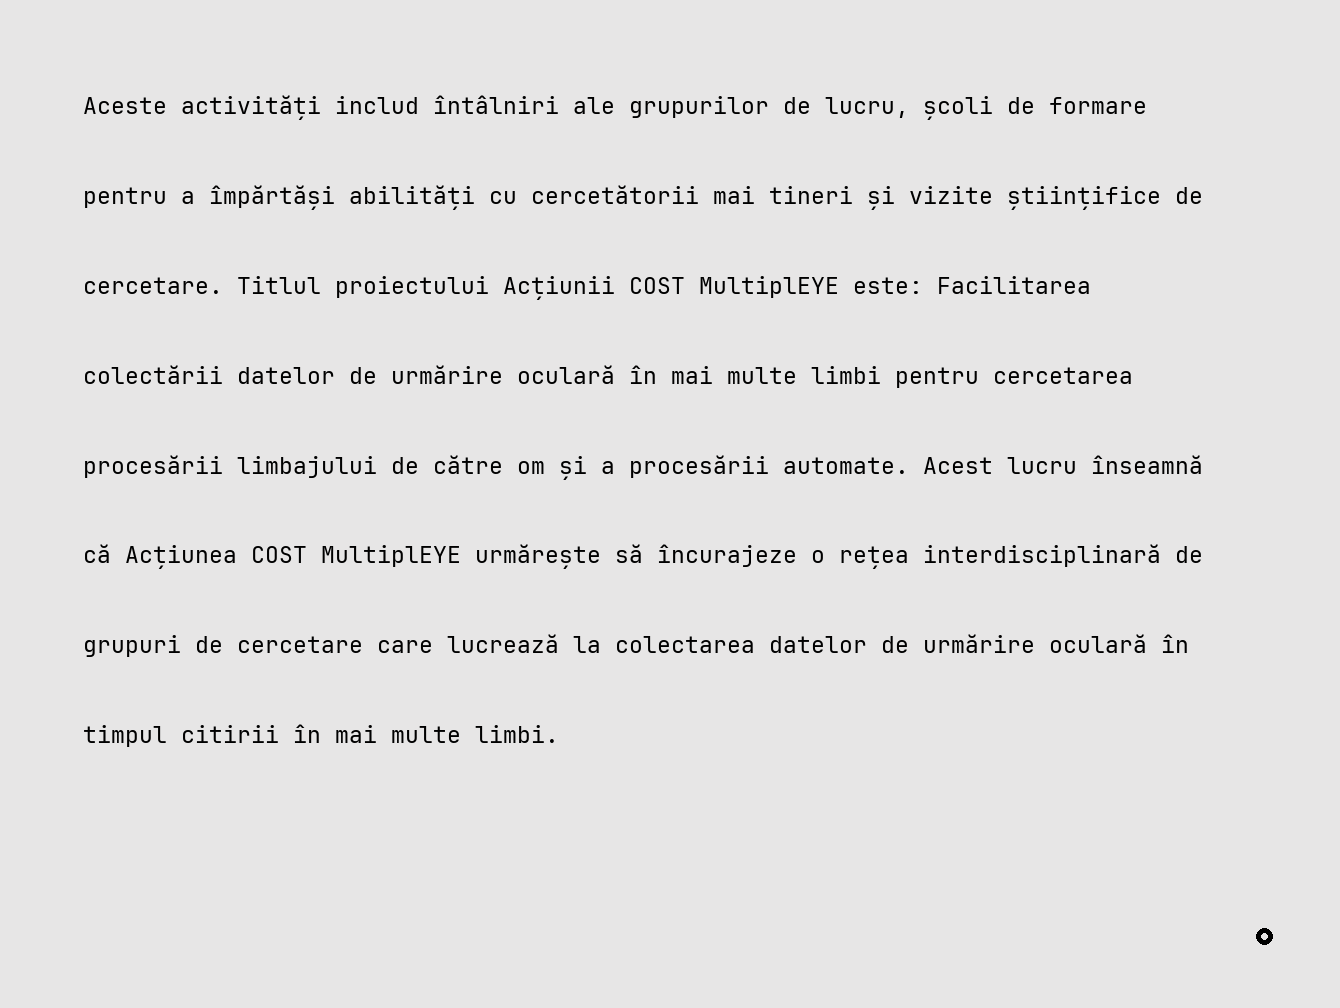 Aceste activități includ întâlniri ale grupurilor de lucru, școli de formare
pentru a împărtăși abilități cu cercetătorii mai tineri și vizite științifice de
cercetare. Titlul proiectului Acțiunii COST MultiplEYE este: Facilitarea
colectării datelor de urmărire oculară în mai multe limbi pentru cercetarea
procesării limbajului de către om și a procesării automate. Acest lucru înseamnă
că Acțiunea COST MultiplEYE urmărește să încurajeze o rețea interdisciplinară de
grupuri de cercetare care lucrează la colectarea datelor de urmărire oculară în
timpul citirii în mai multe limbi.